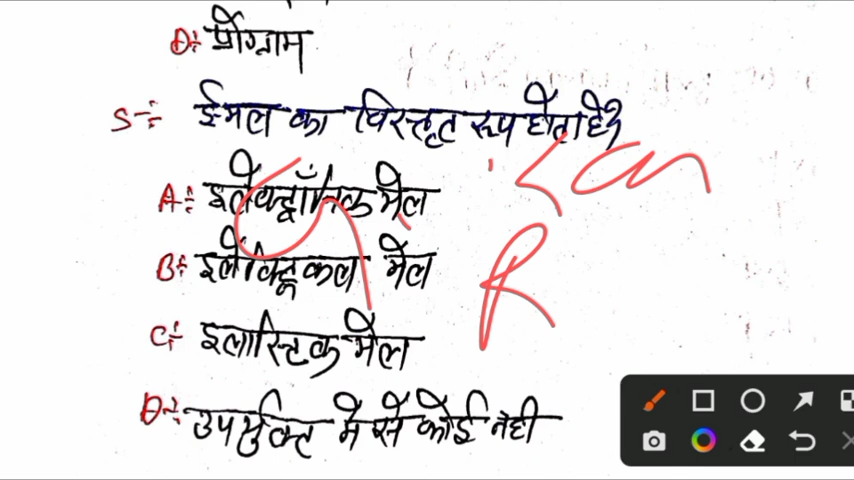 D÷ प्रोग्राम
5÷ ईमेल का विस्तृत रूप होता है?
A÷ इलेक्ट्रॉनिक मेल
B÷ इलेक्ट्रिकल मेल
C÷ इलास्टिक मेल
D÷ उपर्युक्त में से कोई नही
R